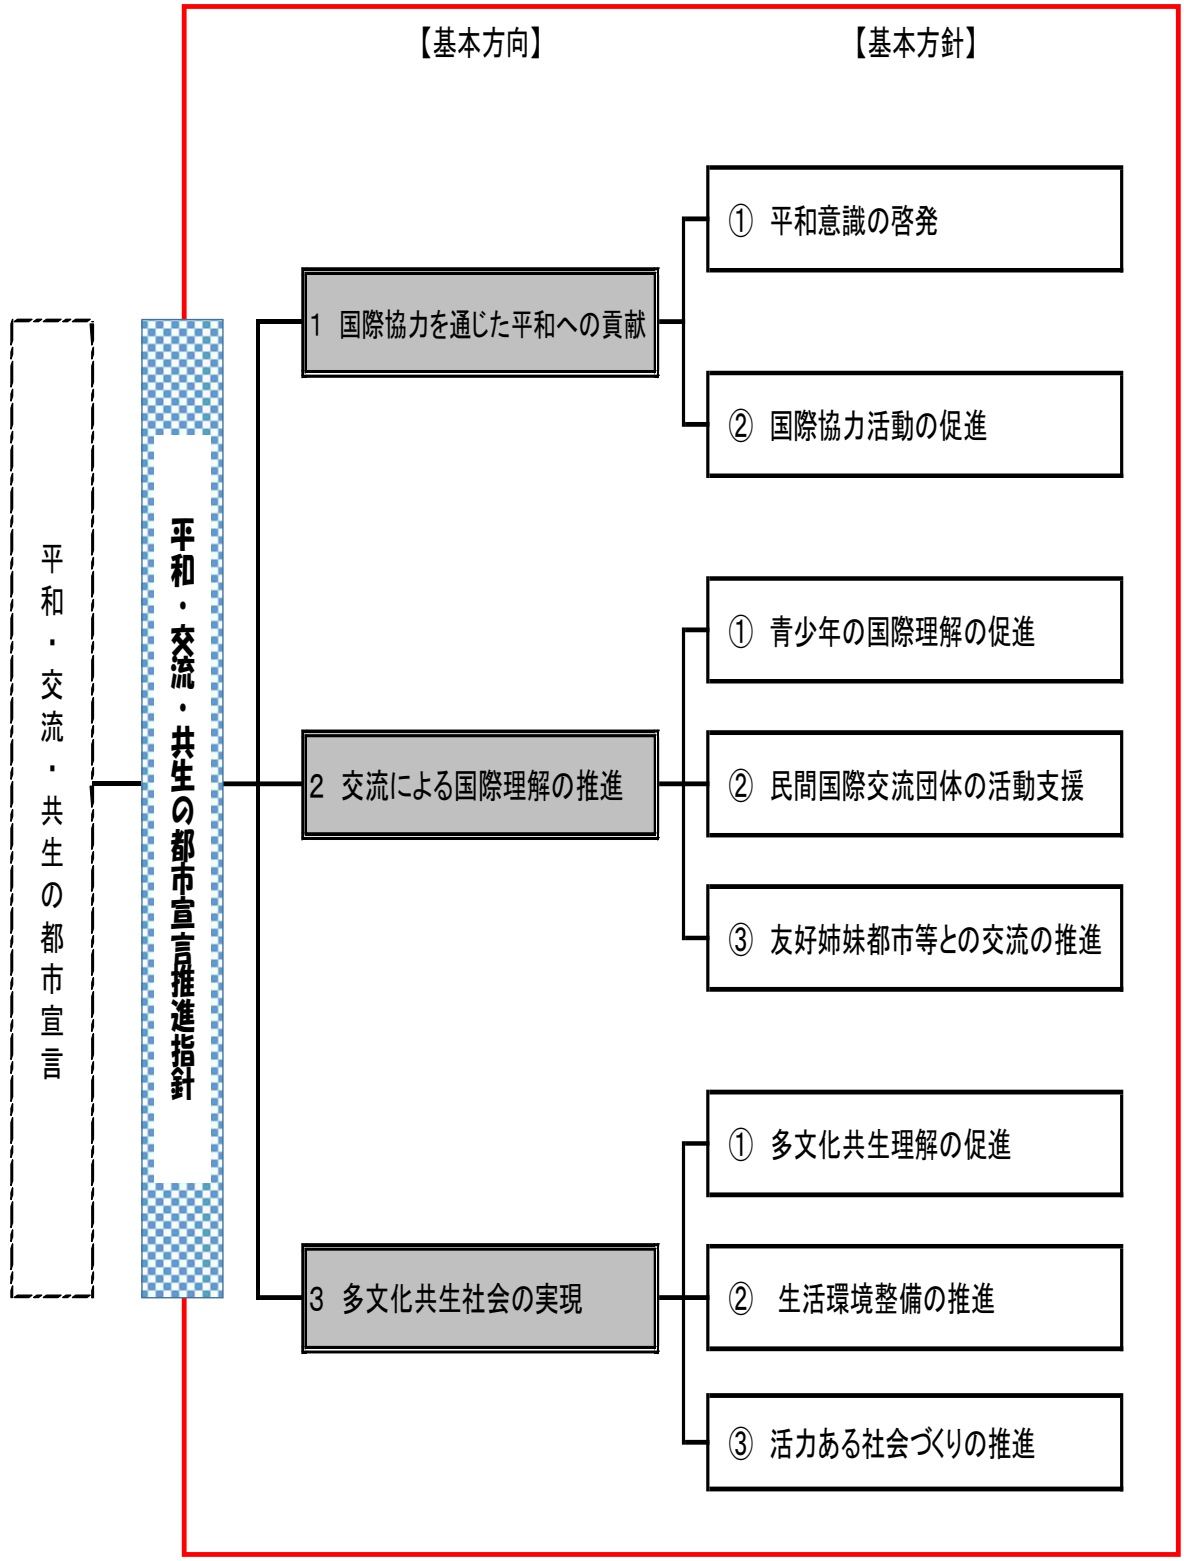 【基本方向】
【基本方針】
平和・交流・共生の都市宣言
平和・交流・共生の都市宣言推進指針
1 国際協力を通じた平和への貢献
① 平和意識の啓発
② 国際協力活動の促進
2 交流による国際理解の推進
① 青少年の国際理解の促進
② 民間国際交流団体の活動支援
③ 友好姉妹都市等との交流の推進
3 多文化共生社会の実現
① 多文化共生理解の促進
② 生活環境整備の推進
③ 活力ある社会づくりの推進